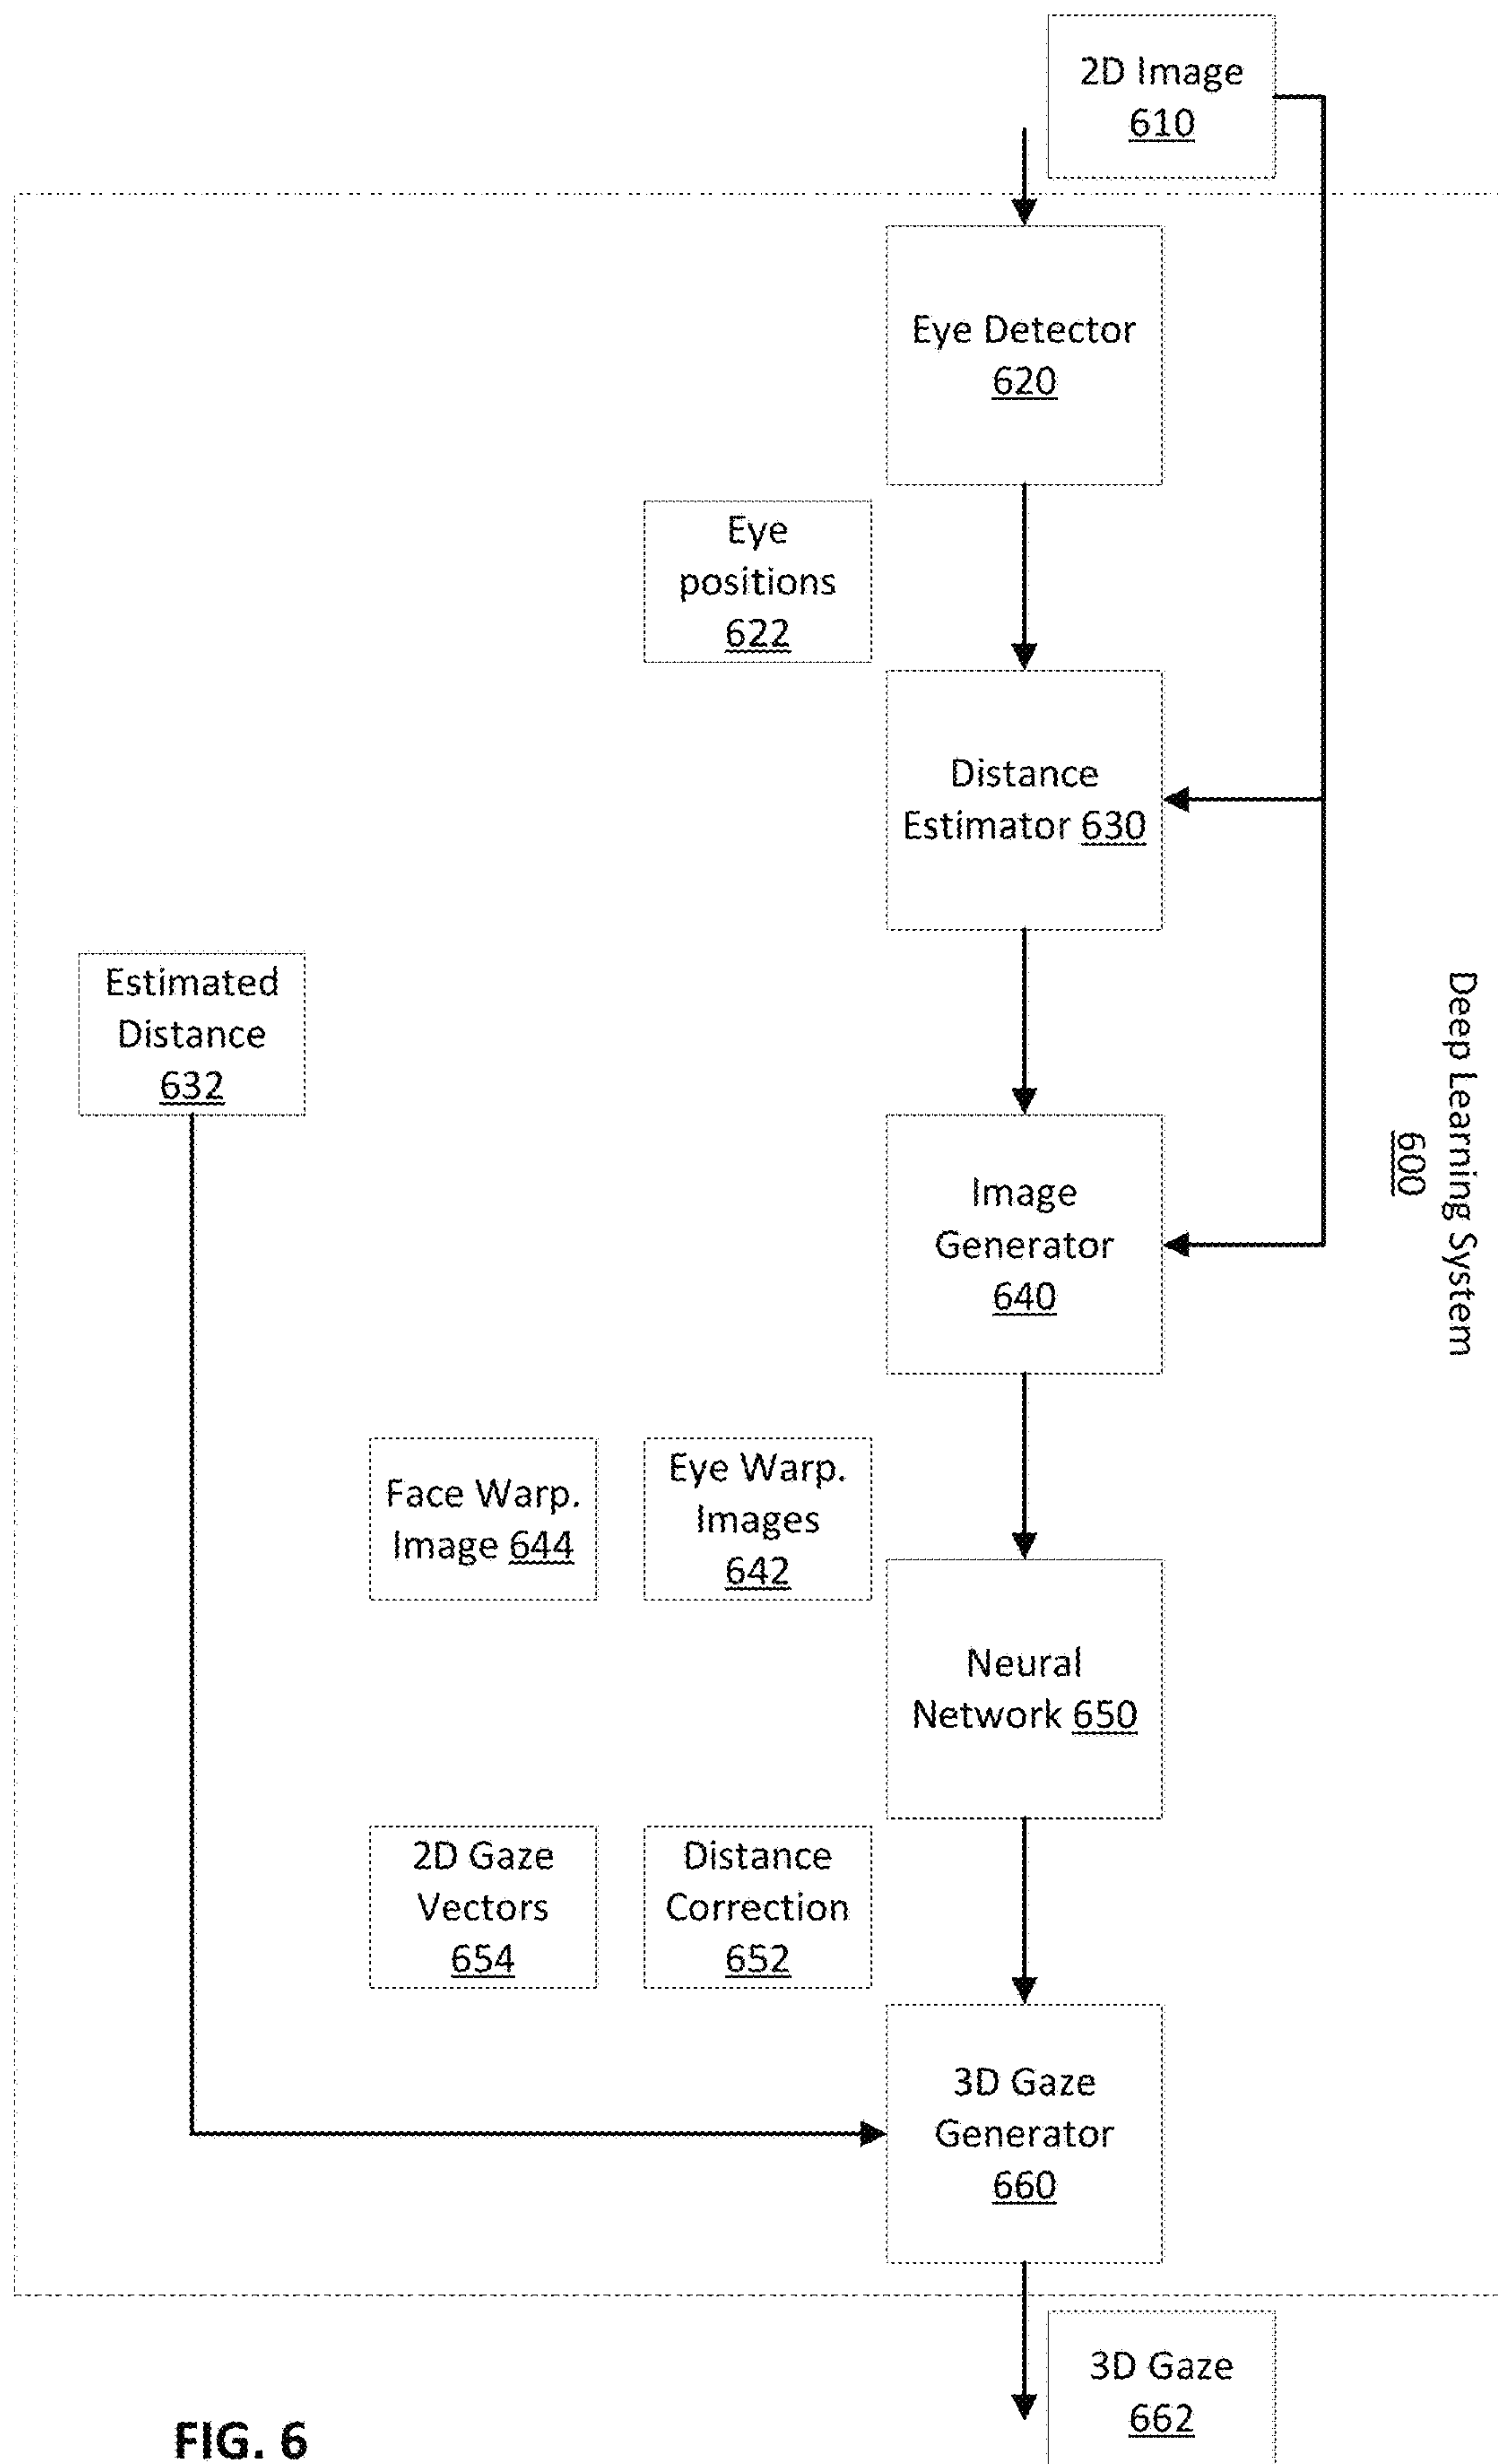 2D Image
610
Eye Detector
620
Eye
positions
622
Distance
Estimator 630
Estimated
Distance
632
Deep Learning System
600
Image
Generator
640
Face Warp.
Image 644
Eye Warp.
Images
642
Neural
Network 650
2D Gaze
Vectors
654
Distance
Correction
652
3D Gaze
Generator
660
3D Gaze
662
FIG. 6